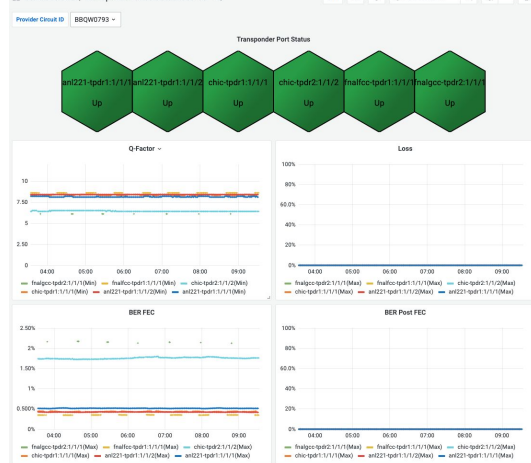 Provider Circuit ID BBQW0793
Transponder Port Status
anl221-tpdr1:1/1/1 anl221-tpdr1:1/1/2 chic-tpdr1:1/1/1 chic-tpdr2:1/1/2 fnalfcc-tpdr1:1/1/1 fnalgcc-tpdr2:1/1/1
Up Up Up Up Up Up
Q-Factor
10
7.50
5
2.50
0
04:00 05:00 06:00 07:00 08:00 09:00
fnalgcc-tpdr2:1/1/1(Min) fnalfcc-tpdr1:1/1/1(Min) chic-tpdr2:1/1/2(Min)
chic-tpdr1:1/1/1(Min) anl221-tpdr1:1/1/2(Min) anl221-tpdr1:1/1/1(Min)
Loss
100%
80%
60.0%
40%
20%
0%
04:00 05:00 06:00 07:00 08:00 09:00
fnalgcc-tpdr2:1/1/1(Max) fnalfcc-tpdr1:1/1/1(Max) chic-tpdr2:1/1/2(Max)
chic-tpdr1:1/1/1(Max) anl221-tpdr1:1/1/2(Max) anl221-tpdr1:1/1/1(Max)
BER FEC
2.50%
2%
1.50%
1%
0.500%
0%
04:00 05:00 06:00 07:00 08:00 09:00
fnalgcc-tpdr2:1/1/1(Max) fnalfcc-tpdr1:1/1/1(Max) chic-tpdr2:1/1/2(Max)
chic-tpdr1:1/1/1(Max) anl221-tpdr1:1/1/2(Max) anl221-tpdr1:1/1/1(Max)
BER Post FEC
100%
80%
60.0%
40%
20%
0%
04:00 05:00 06:00 07:00 08:00 09:00
fnalgcc-tpdr2:1/1/1(Max) fnalfcc-tpdr1:1/1/1(Max) chic-tpdr2:1/1/2(Max)
chic-tpdr1:1/1/1(Max) anl221-tpdr1:1/1/2(Max) anl221-tpdr1:1/1/1(Max)